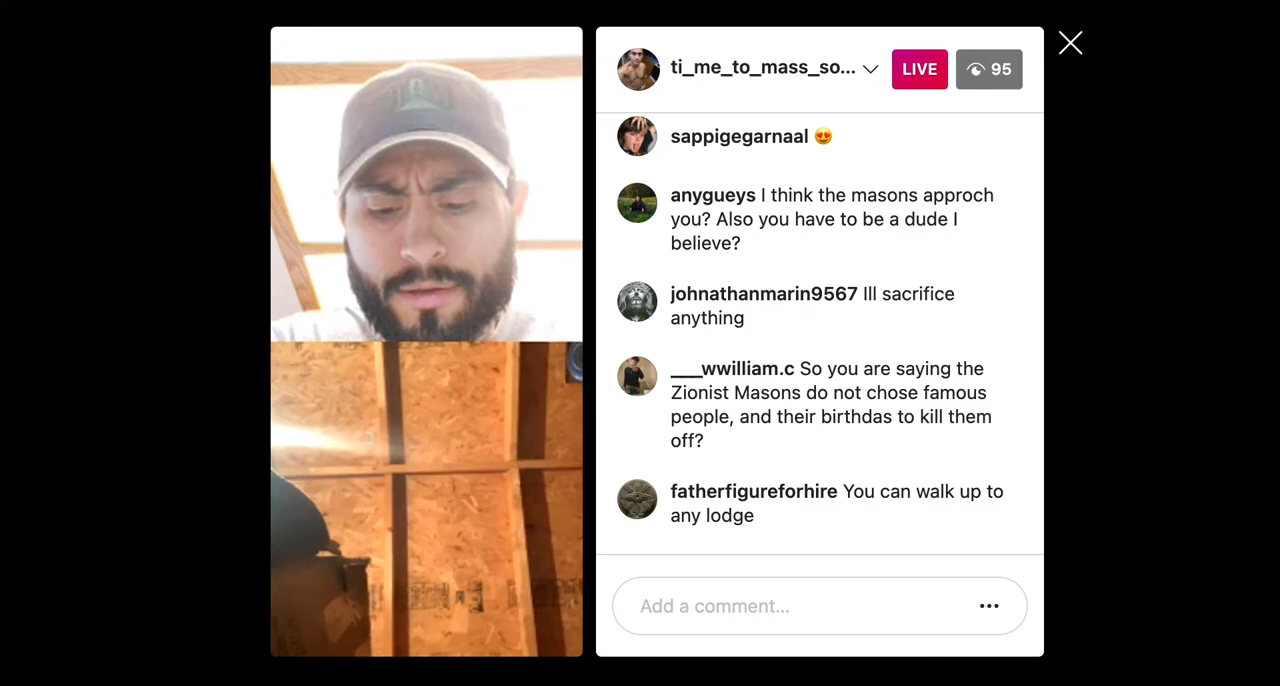 ti_me_to_mass_so...
LIVE
95
sappigegarnaal 😍
anygueys I think the masons approch
you? Also you have to be a dude I
believe?
johnathanmarin9567 Ill sacrifice
anything
___wwilliam.c So you are saying the
Zionist Masons do not chose famous
people, and their birthdas to kill them
off?
fatherfigureforhire You can walk up to
any lodge
Add a comment...